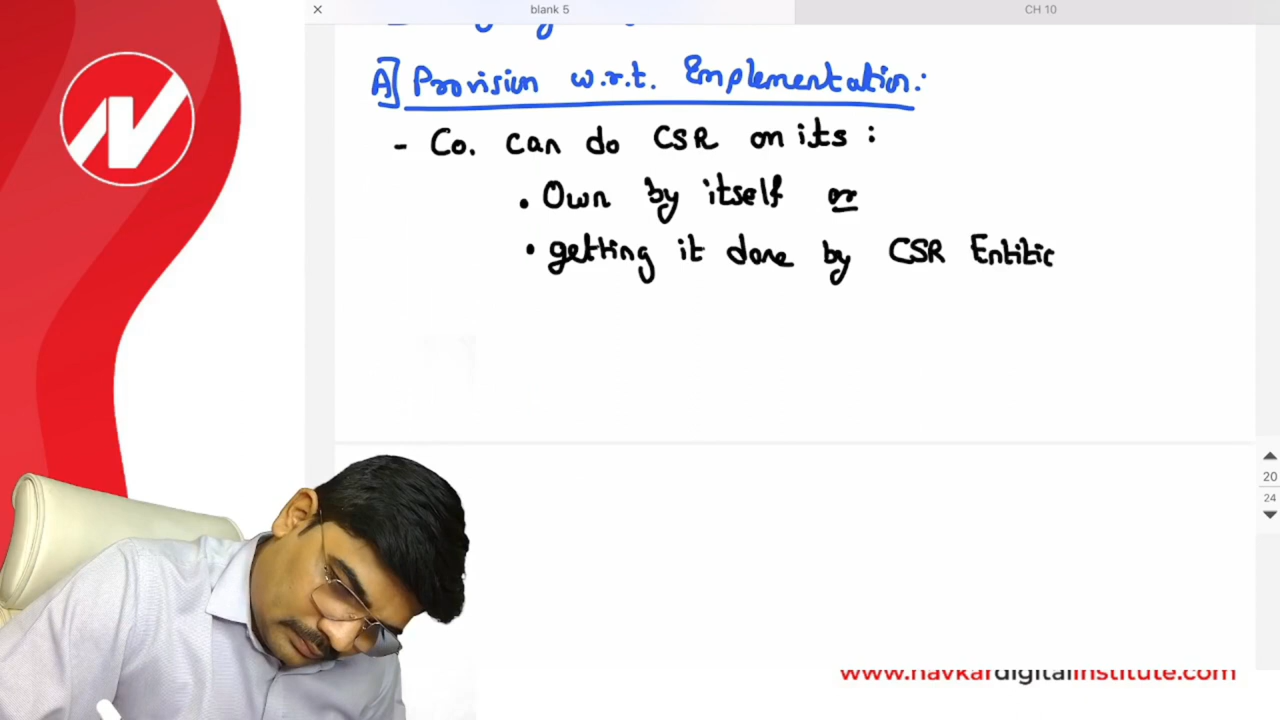 × blank 5 CH 10
A] Provision w.r.t. Implementation:
- Co. can do CSR on its:
• Own by itself or
• getting it done by CSR Entitic
20
24
www.navkardigitalinstitute.com